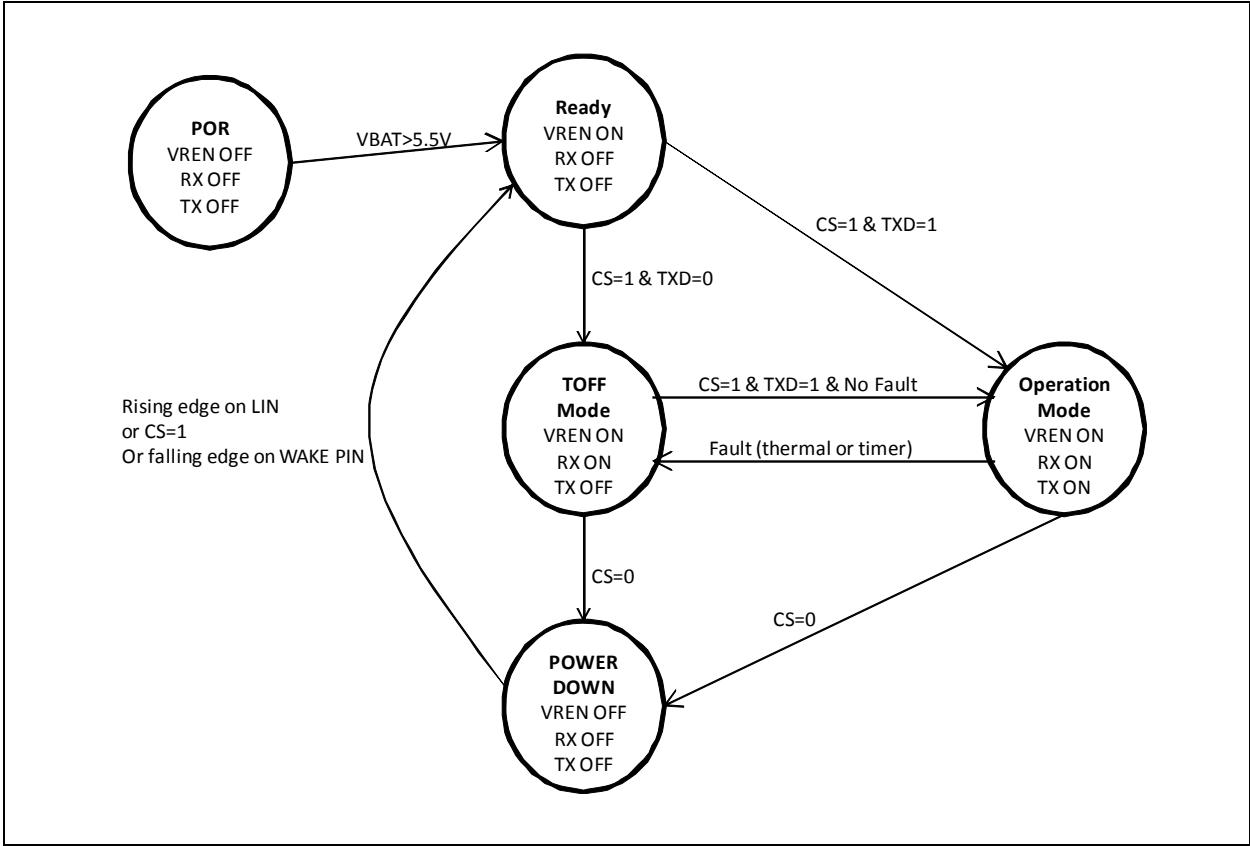 POR
VREN OFF
RX OFF
TX OFF
VBAT>5.5V
Ready
VREN ON
RX OFF
TX OFF
CS=1 & TXD=1
CS=1 & TXD=0
Rising edge on LIN
or CS=1
Or falling edge on WAKE PIN
TOFF
Mode
VREN ON
RX ON
TX OFF
CS=1 & TXD=1 & No Fault
Fault (thermal or timer)
Operation
Mode
VREN ON
RX ON
TX ON
CS=0
CS=0
POWER
DOWN
VREN OFF
RX OFF
TX OFF